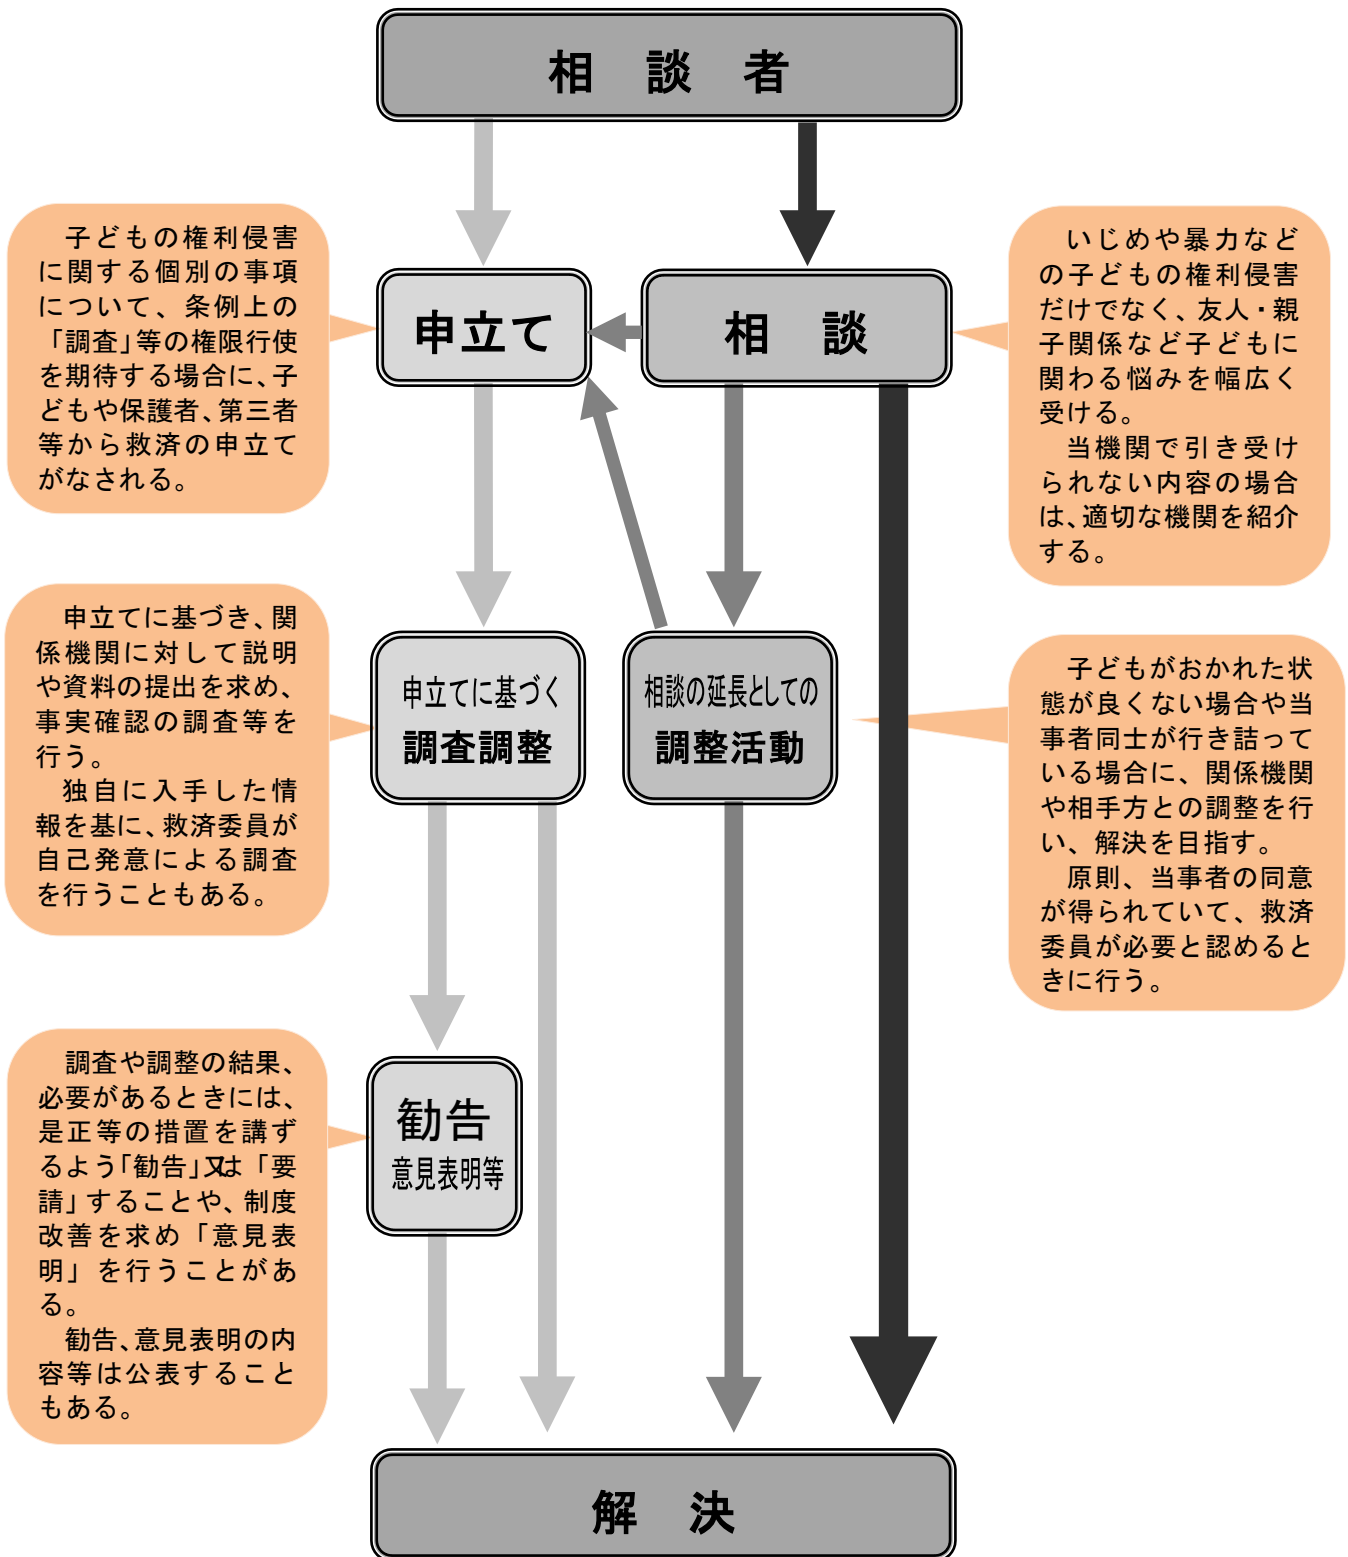 相　談　者
子どもの権利侵害
に関する個別の事項
について、条例上の
「調査」等の権限行使
を期待する場合に、子
どもや保護者、第三者
等から救済の申立て
がなされる。
申立て
相　談
いじめや暴力など
の子どもの権利侵害
だけでなく、友人・親
子関係など子どもに
関わる悩みを幅広く
受ける。
当機関で引き受け
られない内容の場合
は、適切な機関を紹介
する。
申立てに基づき、関
係機関に対して説明
や資料の提出を求め、
事実確認の調査等を
行う。
独自に入手した情
報を基に、救済委員が
自己発意による調査
を行うこともある。
申立てに基づく
調査調整
相談の延長としての
調整活動
子どもがおかれた状
態が良くない場合や当
事者同士が行き詰って
いる場合に、関係機関
や相手方との調整を行
い、解決を目指す。
原則、当事者の同意
が得られていて、救済
委員が必要と認めると
きに行う。
調査や調整の結果、
必要があるときには、
是正等の措置を講ず
るよう「勧告」又は「要
請」することや、制度
改善を求め「意見表
明」を行うことがあ
る。
勧告、意見表明の内
容等は公表すること
もある。
勧告
意見表明等
解　決